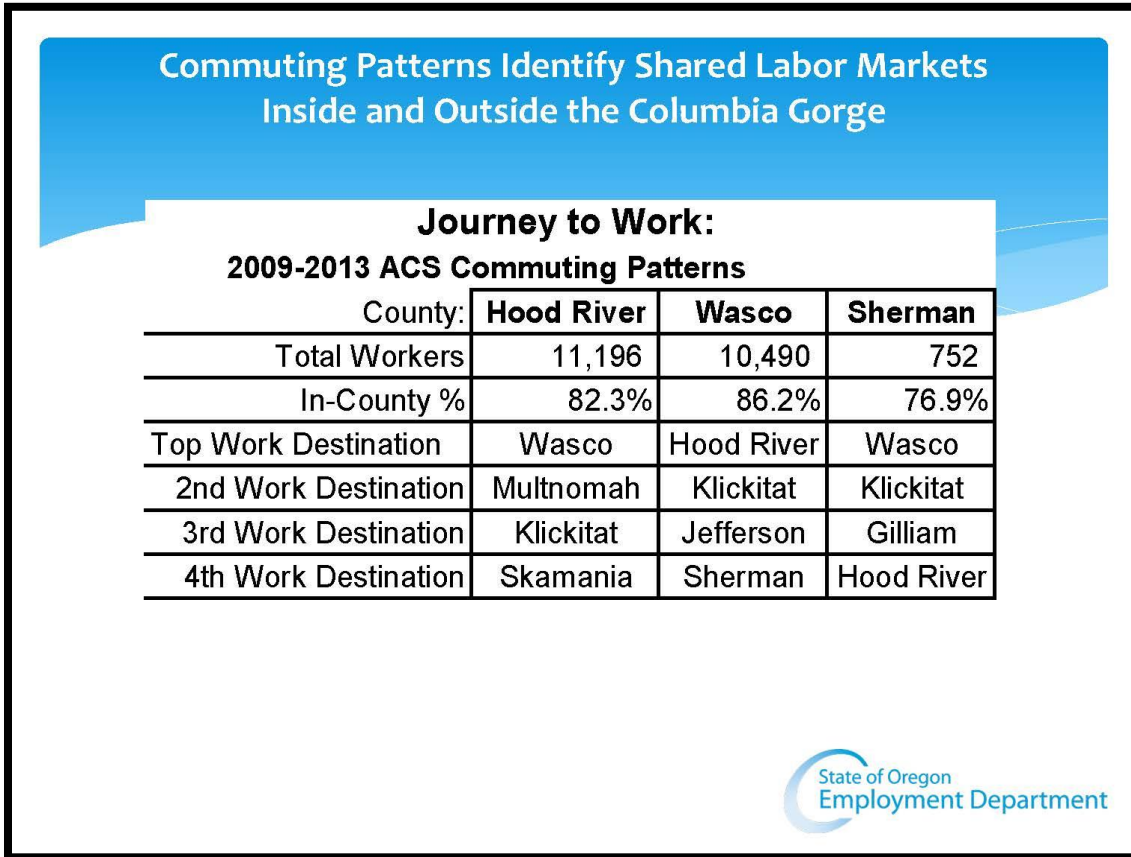 Commuting Patterns Identify Shared Labor Markets
Inside and Outside the Columbia Gorge
Journey to Work:
2009-2013 ACS Commuting Patterns
County: Hood River Wasco Sherman
Total Workers 11,196 10,490 752
In-County % 82.3% 86.2% 76.9%
Top Work Destination Wasco Hood River Wasco
2nd Work Destination Multnomah Klickitat Klickitat
3rd Work Destination Klickitat Jefferson Gilliam
4th Work Destination Skamania Sherman Hood River
State of Oregon
Employment Department